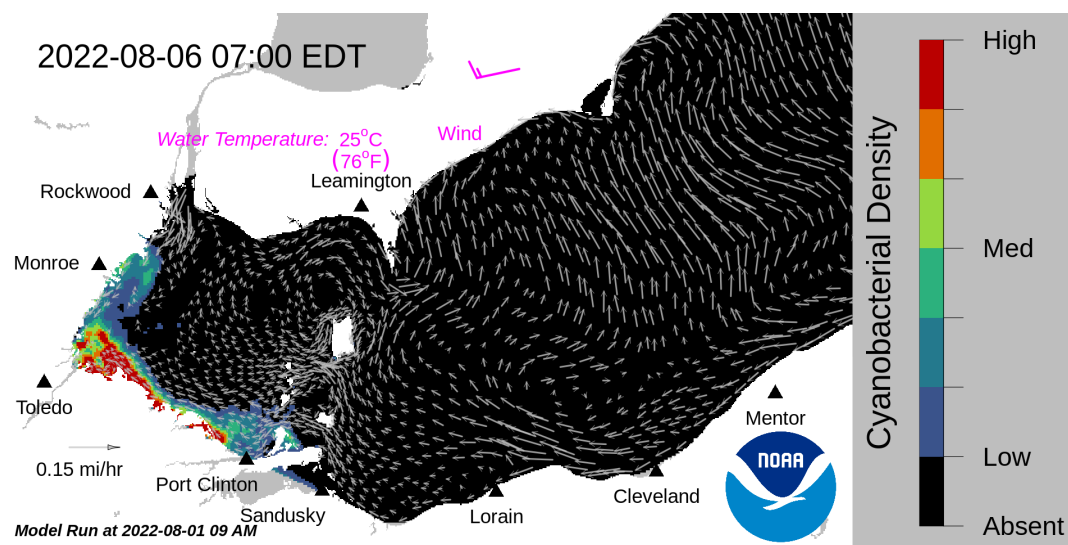 2022-08-06 07:00 EDT
Water Temperature: 25°C
(76°F)
Wind
Leamington
Rockwood
Monroe
Toledo
0.15 mi/hr
Port Clinton
Sandusky
Lorain
Cleveland
Mentor
NOAA
Model Run at 2022-08-01 09 AM
Cyanobacterial Density
High
Med
Low
Absent